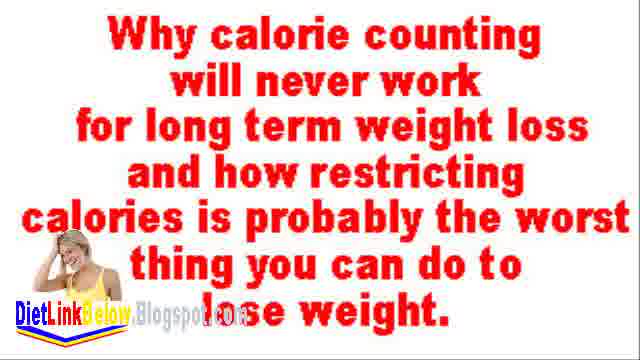 Why calorie counting
will never work
for long term weight loss
and how restricting
calories is probably the worst
thing you can do to
lose weight.
DietLinkBelow.Blogspot.com